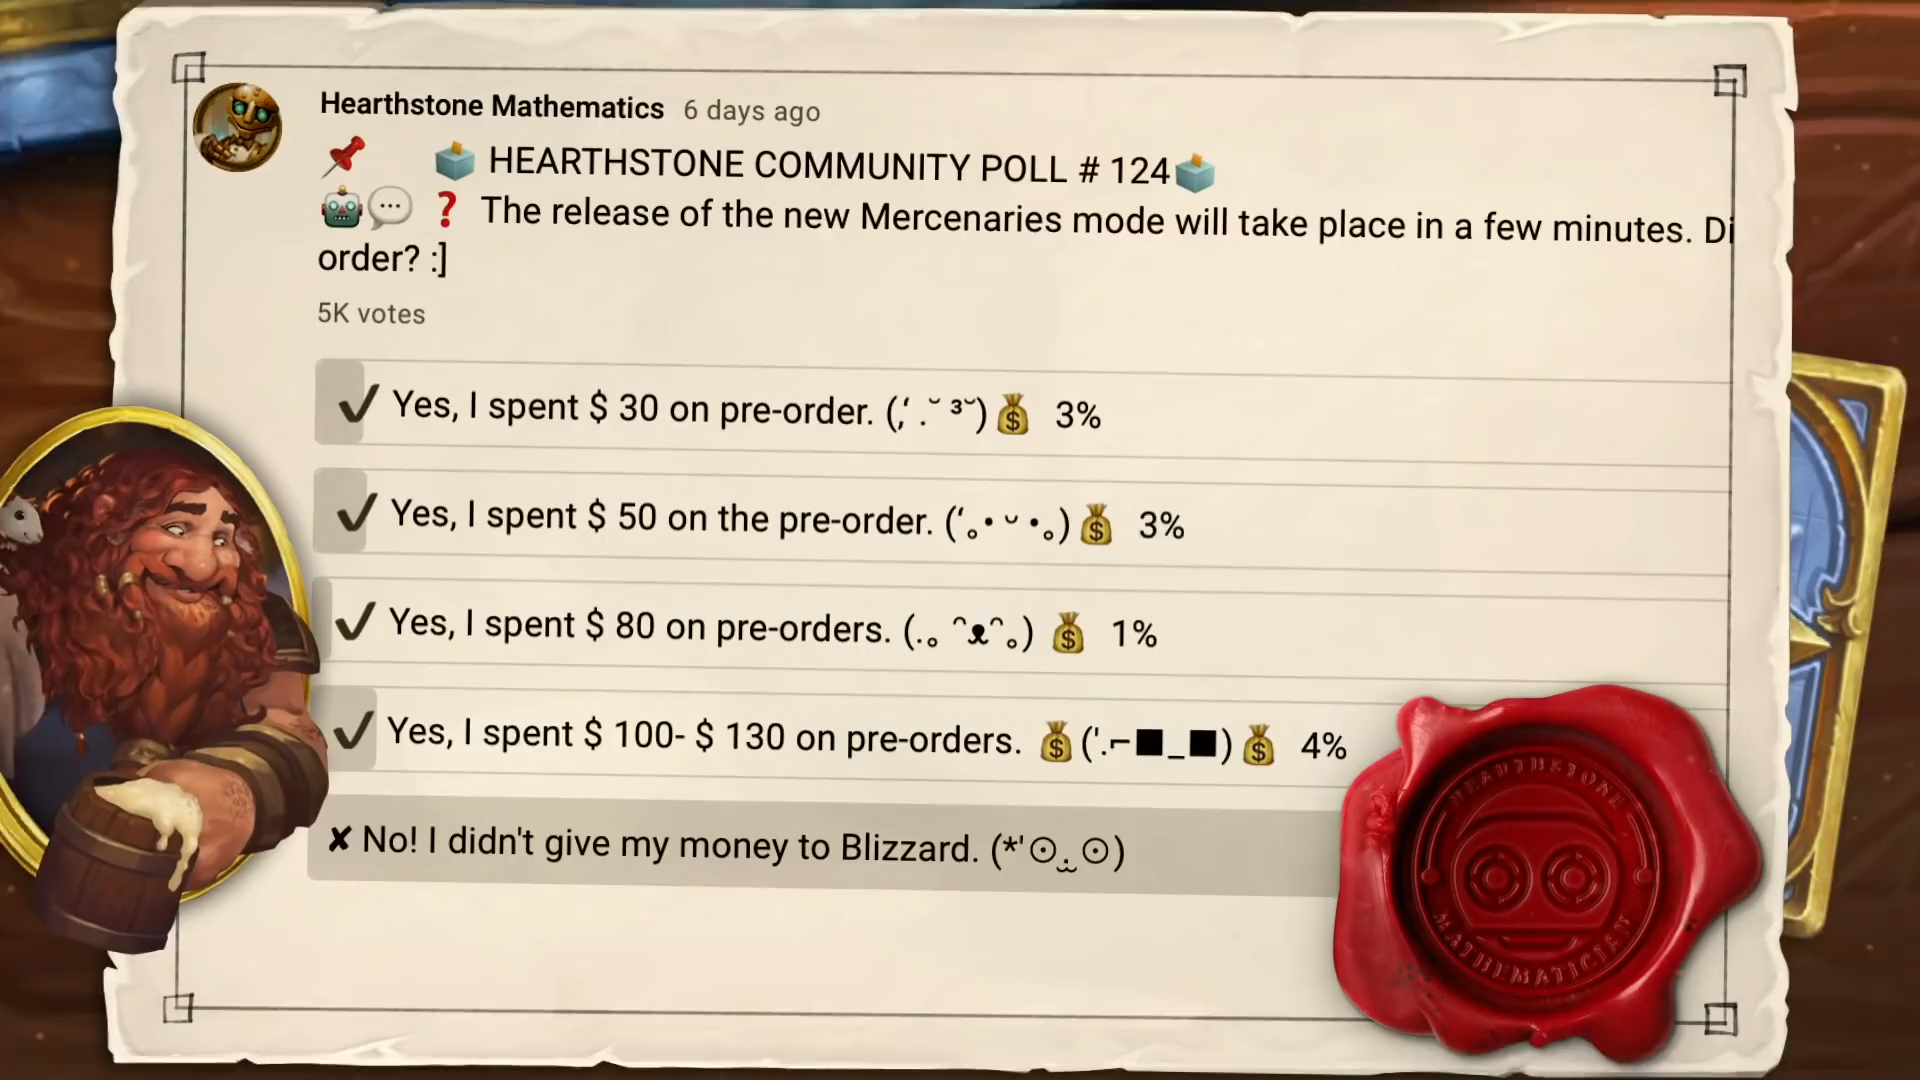 Hearthstone Mathematics 6 days ago
📌 🗳️ HEARTHSTONE COMMUNITY POLL # 124🗳️
🤖💬 ❓ The release of the new Mercenaries mode will take place in a few minutes. Di
order? :]
5K votes
✔ Yes, I spent $ 30 on pre-order. (,́ .˘ ³˘)💰 3%
✔ Yes, I spent $ 50 on the pre-order. (́｡• ᵕ •｡)💰 3%
✔ Yes, I spent $ 80 on pre-orders. (.｡ ᵔᴥᵔ｡) 💰 1%
✔ Yes, I spent $ 100- $ 130 on pre-orders. 💰('.⌐■_■)💰 4%
✘ No! I didn't give my money to Blizzard. (*'⊙_̮⊙)
HEARTHSTONE
MATHEMATICIAN